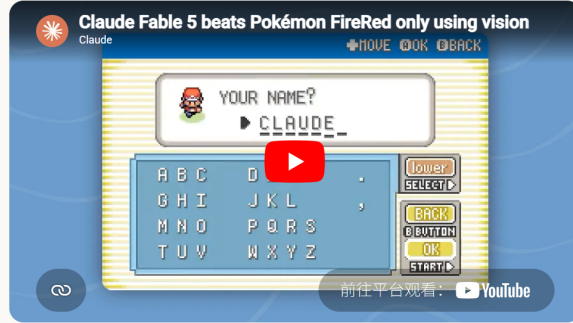 Claude Fable 5 beats Pokémon FireRed only using vision
Claude
MOVE OK BACK
YOUR NAME?
CLAUDE_
A B C D .
G H I J K L ,
M N O P Q R S
T U V W X Y Z
lower
SELECT
BACK
B BUTTON
OK
START
前往平台观看： YouTube